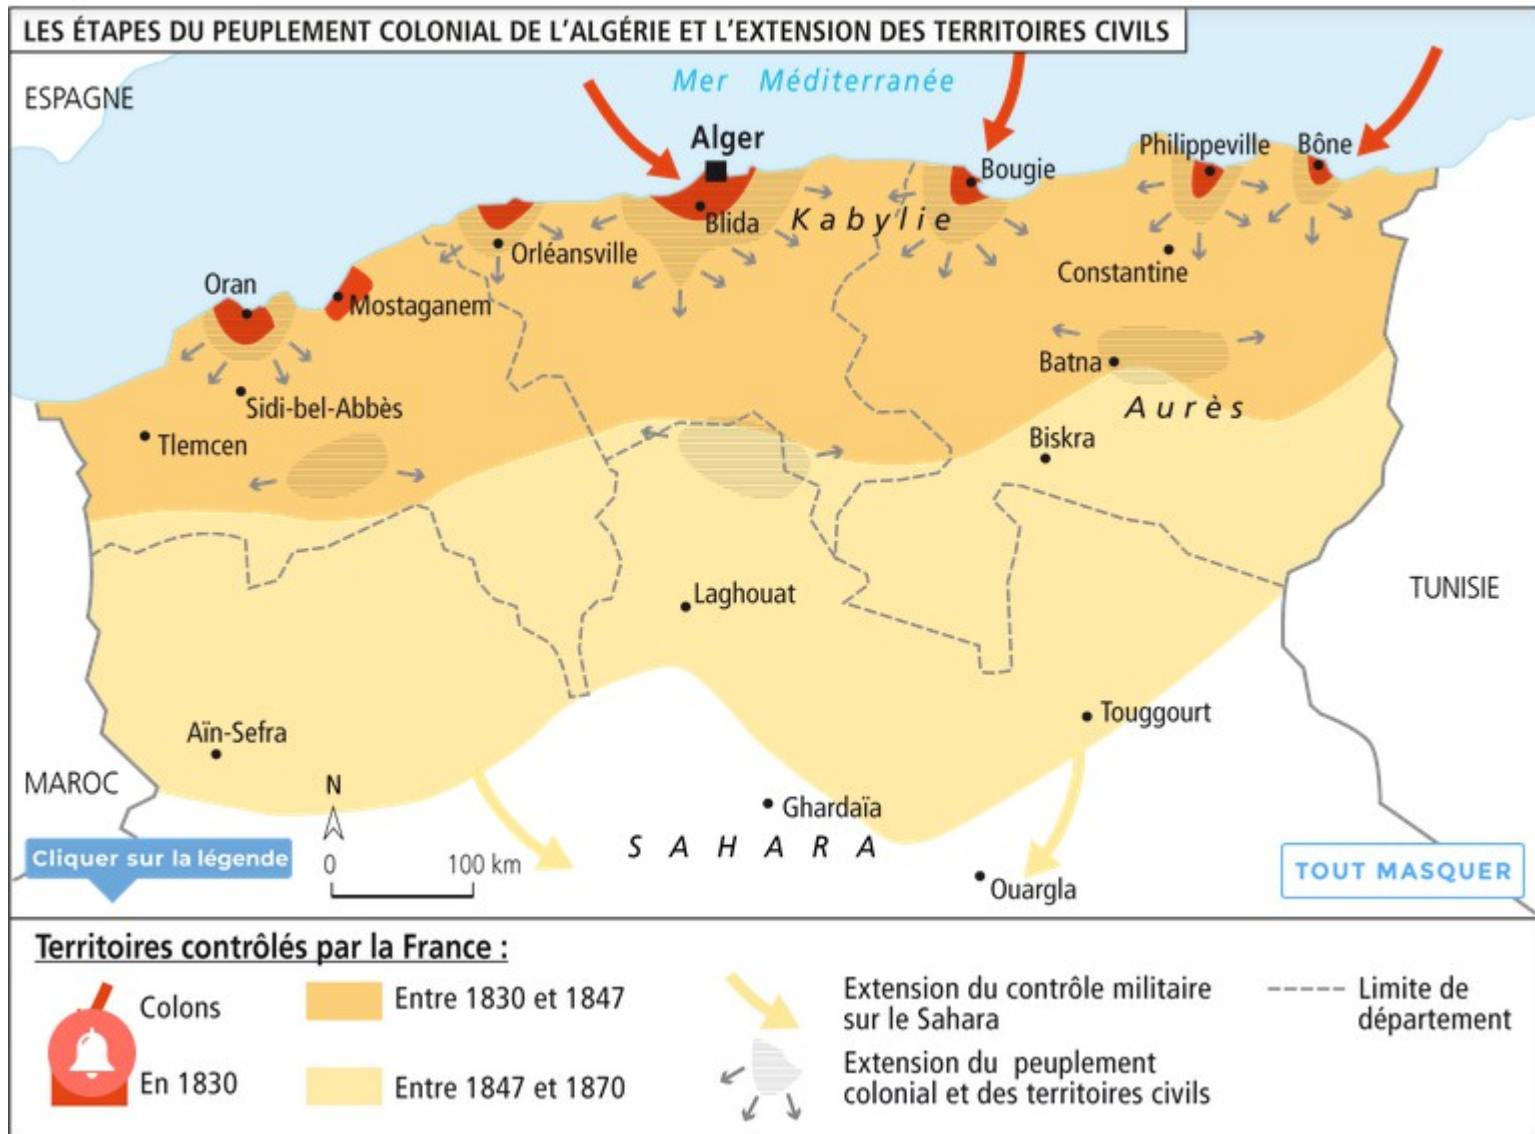 LES ÉTAPES DU PEUPLEMENT COLONIAL DE L'ALGÉRIE ET L'EXTENSION DES TERRITOIRES CIVILS
Mer Méditerranée
ESPAGNE
Alger
Philippeville
Bône
Bougie
Blida
Kabylie
Orléansville
Constantine
Oran
Mostaganem
Batna
Sidi-bel-Abbès
Aurès
Tlemcen
Biskra
Laghouat
TUNISIE
Touggourt
Aïn-Sefra
MAROC
N
Ghardaïa
SAHARA
Cliquer sur la légende
0 100 km
TOUT MASQUER
Ouargla
Territoires contrôlés par la France :
Colons
En 1830
Entre 1830 et 1847
Entre 1847 et 1870
Extension du contrôle militaire
sur le Sahara
Extension du peuplement
colonial et des territoires civils
Limite de
département